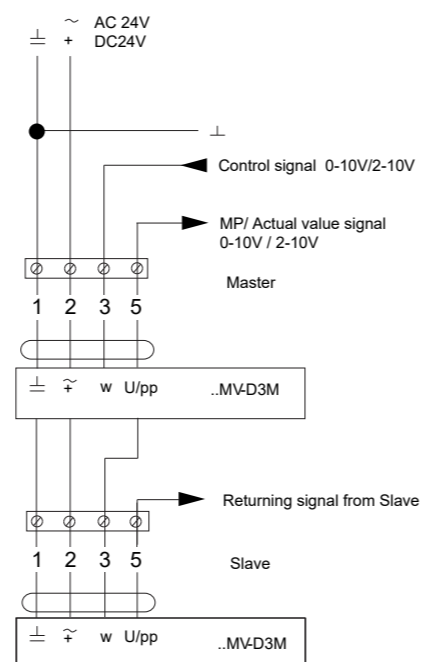 ~ AC 24V
⊥ + DC24V
⊥
Control signal 0-10V/2-10V
MP/ Actual value signal
0-10V / 2-10V
Master
1 2 3 5
⊥ ~+ w U/pp ..MV-D3M
Returning signal from Slave
1 2 3 5
Slave
⊥ ~+ w U/pp ..MV-D3M